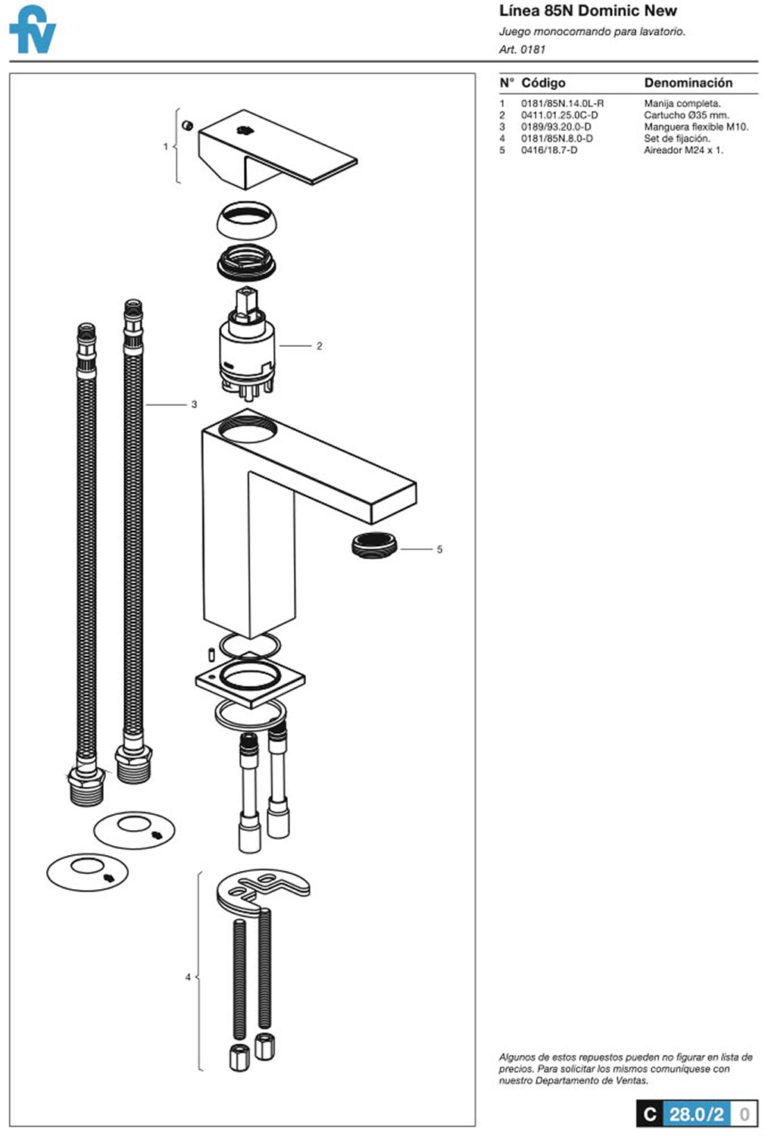 fv
Línea 85N Dominic New
Juego monocomando para lavatorio.
Art. 0181
N° Código Denominación
1 0181/85N.14.0L-R Manija completa.
2 0411.01.25.0C-D Cartucho Ø35 mm.
3 0189/93.20.0-D Manguera flexible M10.
4 0181/85N.8.0-D Set de fijación.
5 0416/18.7-D Aireador M24 x 1.
1
2
3
5
4
Algunos de estos repuestos pueden no figurar en lista de
precios. Para solicitar los mismos comuníquese con
nuestro Departamento de Ventas.
C 28.0/2 0